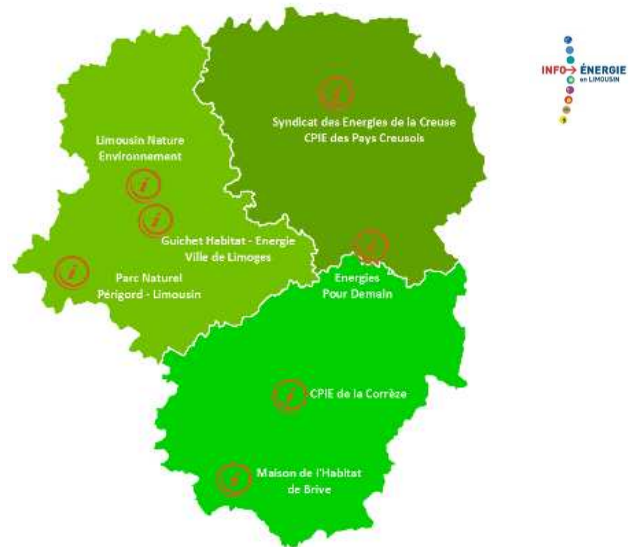 INFO→ÉNERGIE
en LIMOUSIN
Syndicat des Energies de la Creuse
CPIE des Pays Creusois
Limousin Nature
Environnement
Guichet Habitat - Energie
Ville de Limoges
Parc Naturel
Périgord - Limousin
Energies
Pour Demain
CPIE de la Corrèze
Maison de l'Habitat
de Brive